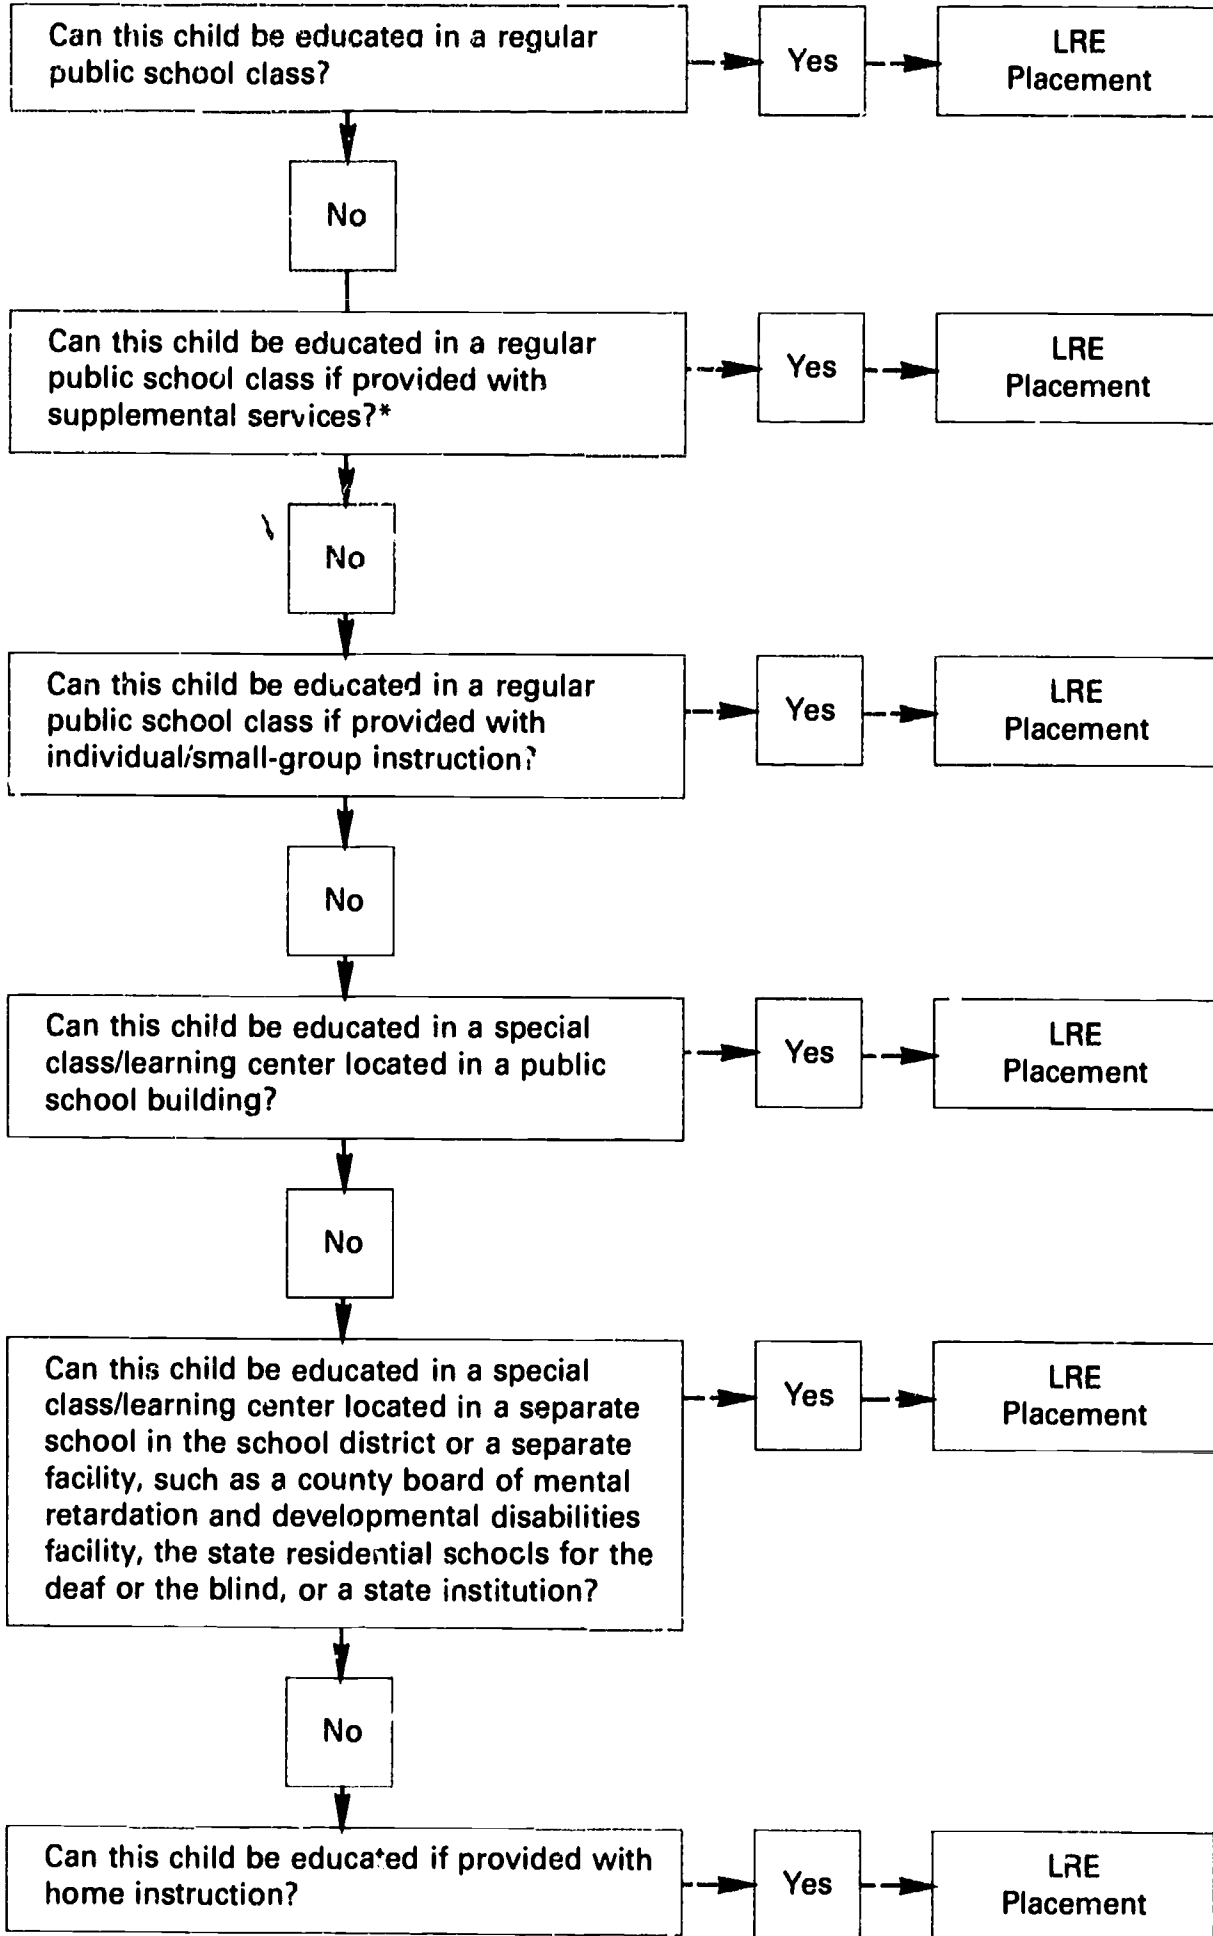 Can this child be educated in a regular
public school class?
Yes
LRE
Placement
No
Can this child be educated in a regular
public school class if provided with
supplemental services?*
Yes
LRE
Placement
No
Can this child be educated in a regular
public school class if provided with
individual/small-group instruction?
Yes
LRE
Placement
No
Can this child be educated in a special
class/learning center located in a public
school building?
Yes
LRE
Placement
No
Can this child be educated in a special
class/learning center located in a separate
school in the school district or a separate
facility, such as a county board of mental
retardation and developmental disabilities
facility, the state residential schools for the
deaf or the blind, or a state institution?
Yes
LRE
Placement
No
Can this child be educated if provided with
home instruction?
Yes
LRE
Placement